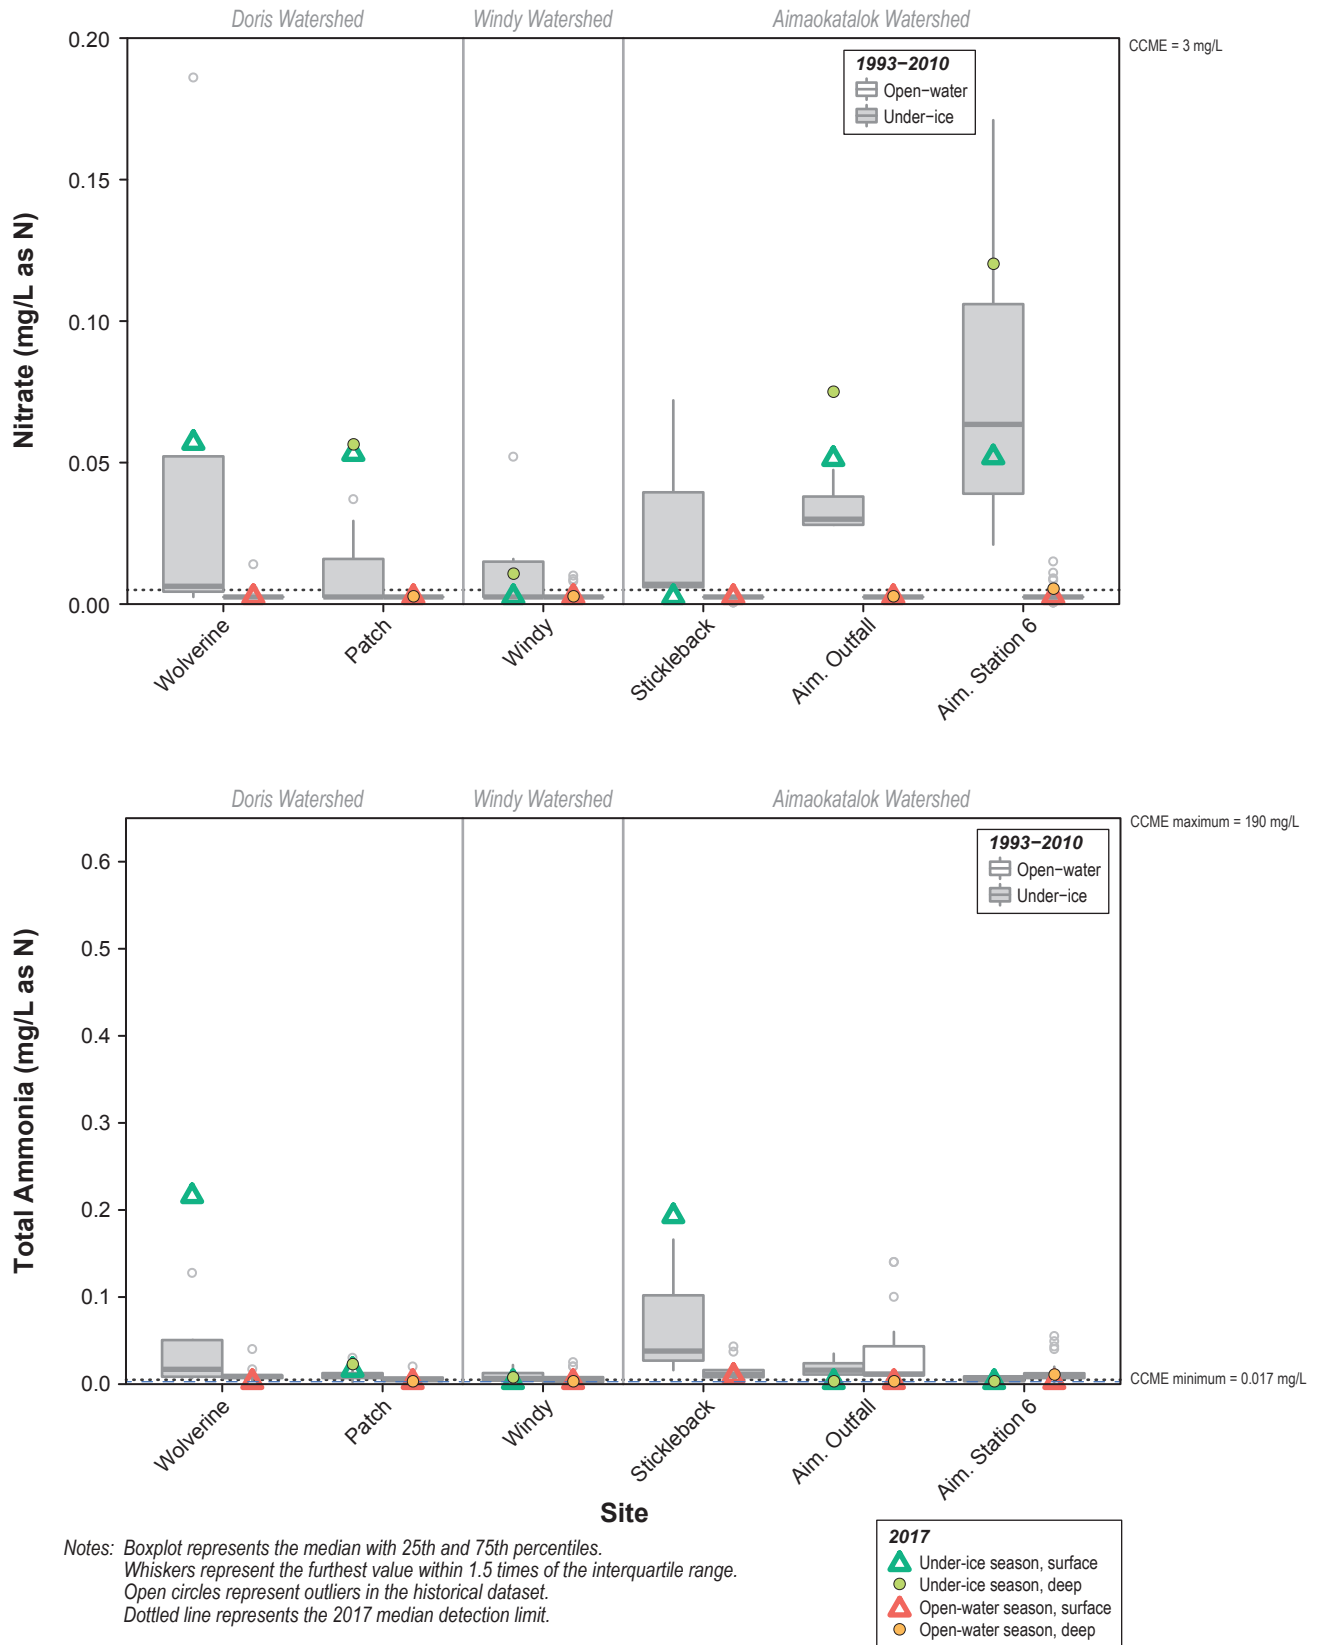 Doris Watershed
Windy Watershed
Aimaokatalok Watershed
CCME = 3 mg/L
1993−2010
Open−water
Under−ice
Nitrate (mg/L as N)
0.20
0.15
0.10
0.05
0.00
Wolverine
Patch
Windy
Stickleback
Aim. Outfall
Aim. Station 6
Doris Watershed
Windy Watershed
Aimaokatalok Watershed
CCME maximum = 190 mg/L
1993−2010
Open−water
Under−ice
Total Ammonia (mg/L as N)
0.6
0.5
0.4
0.3
0.2
0.1
0.0
CCME minimum = 0.017 mg/L
Wolverine
Patch
Windy
Stickleback
Aim. Outfall
Aim. Station 6
Site
Notes: Boxplot represents the median with 25th and 75th percentiles.
Whiskers represent the furthest value within 1.5 times of the interquartile range.
Open circles represent outliers in the historical dataset.
Dotted line represents the 2017 median detection limit.
2017
Under-ice season, surface
Under-ice season, deep
Open-water season, surface
Open-water season, deep